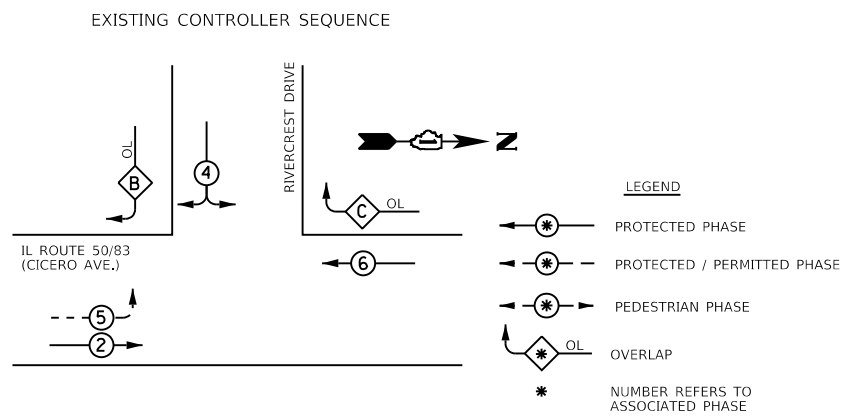 EXISTING CONTROLLER SEQUENCE
RIVERCREST DRIVE
N
OL
B
4
C
OL
IL ROUTE 50/83
(CICERO AVE.)
6
5
2
LEGEND
* PROTECTED PHASE
* PROTECTED / PERMITTED PHASE
* PEDESTRIAN PHASE
* OL OVERLAP
* NUMBER REFERS TO
ASSOCIATED PHASE